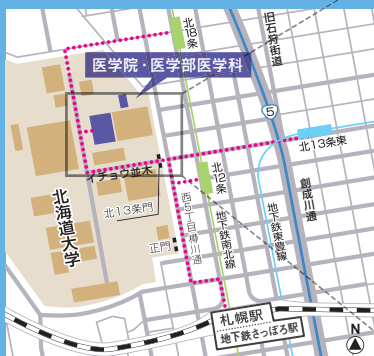 北18条
旧石狩街道
医学院・医学部医学科
5
北13条東
イチョウ並木
北12条
北海道大学
北13条門
西5丁目樽川通
地下鉄南北線
地下鉄東豊線
創成川通
正門
札幌駅
地下鉄さっぽろ駅
N